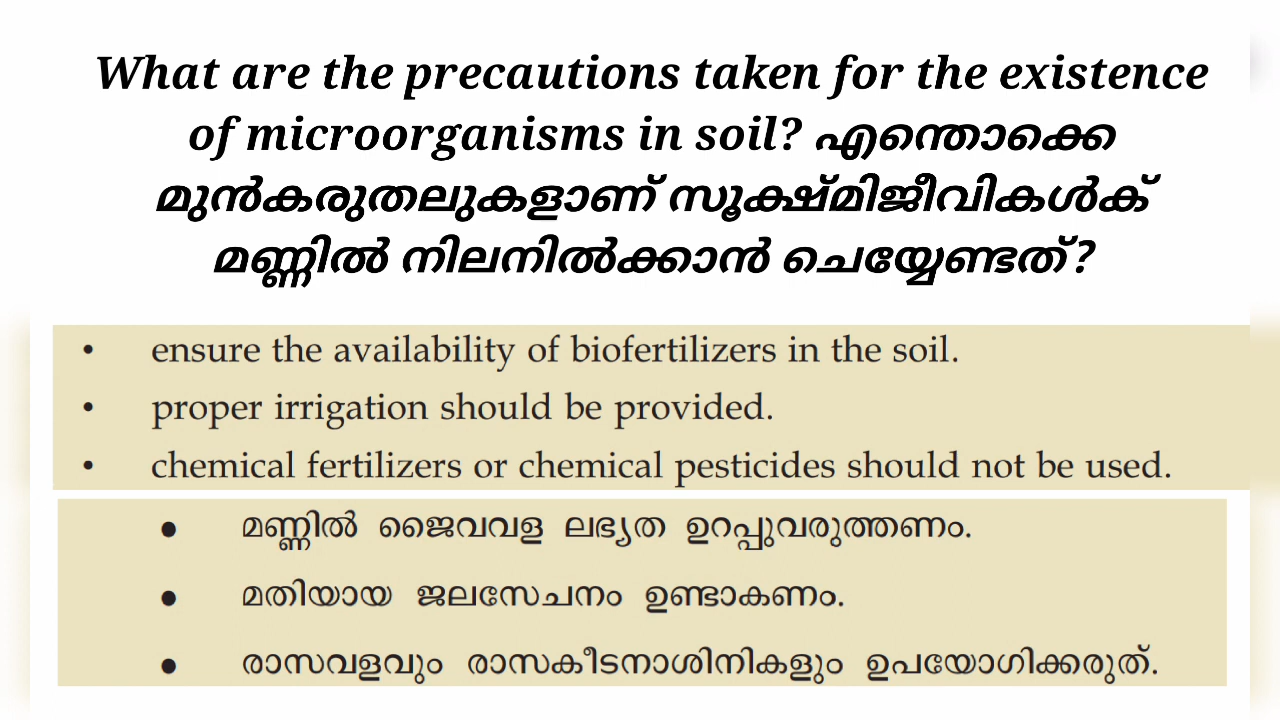 What are the precautions taken for the existence
of microorganisms in soil? എന്തൊക്കെ
മുൻകരുതലുകളാണ് സൂക്ഷ്മിജീവികൾക്
മണ്ണിൽ നിലനിൽക്കാൻ ചെയ്യേണ്ടത്?
• ensure the availability of biofertilizers in the soil.
• proper irrigation should be provided.
• chemical fertilizers or chemical pesticides should not be used.
● മണ്ണിൽ ജൈവവള ലഭ്യത ഉറപ്പുവരുത്തണം.
● മതിയായ ജലസേചനം ഉണ്ടാകണം.
● രാസവളവും രാസകീടനാശിനികളും ഉപയോഗിക്കരുത്.